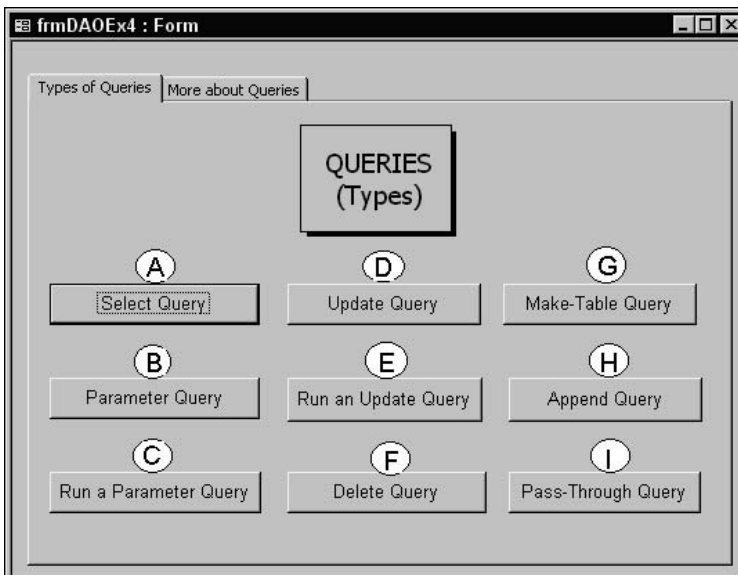 frmDAOEx4 : Form
Types of Queries
More about Queries
QUERIES
(Types)
A
D
G
Select Query
Update Query
Make-Table Query
B
E
H
Parameter Query
Run an Update Query
Append Query
C
F
I
Run a Parameter Query
Delete Query
Pass-Through Query